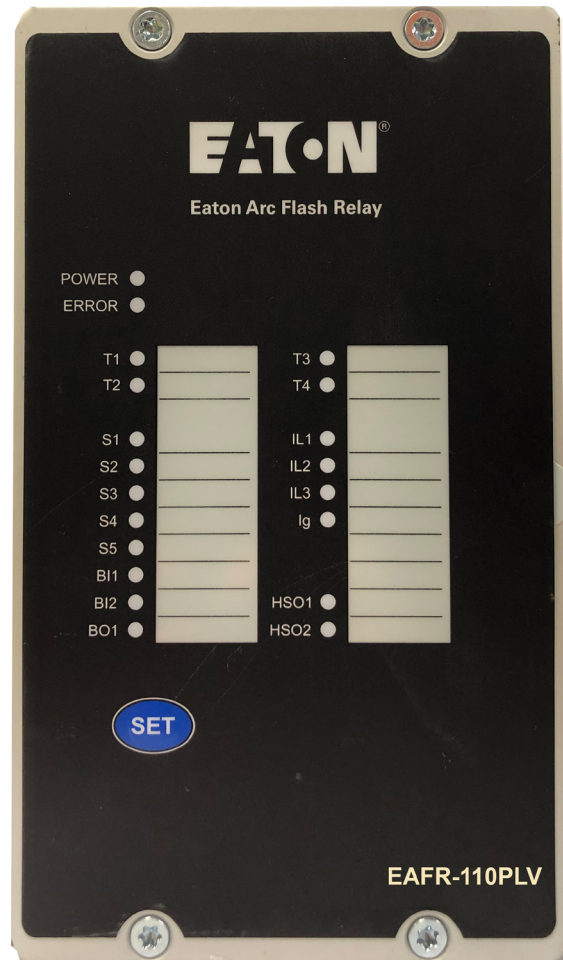 EATON®
Eaton Arc Flash Relay
POWER
ERROR
T1
T2
S1
S2
S3
S4
S5
BI1
BI2
BO1
T3
T4
IL1
IL2
IL3
Ig
HSO1
HSO2
SET
EAFR-110PLV